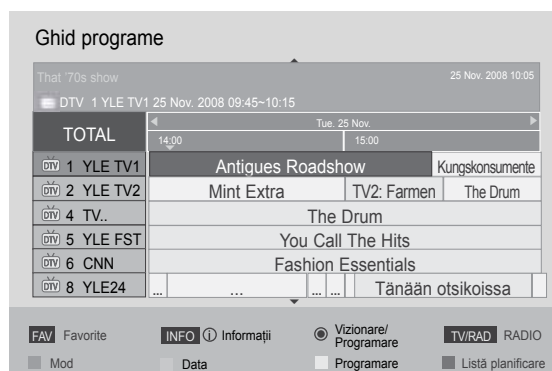 Ghid programe
That '70s show
25 Nov. 2008 10:05
DTV 1 YLE TV1 25 Nov. 2008 09:45~10:15
TOTAL
Tue. 25 Nov.
14:00 15:00
DTV 1 YLE TV1 Antigues Roadshow Kungskonsumente
DTV 2 YLE TV2 Mint Extra TV2: Farmen The Drum
DTV 4 TV.. The Drum
DTV 5 YLE FST You Call The Hits
DTV 6 CNN Fashion Essentials
DTV 8 YLE24 ... ... ... ... Tänään otsikoissa
FAV Favorite INFO ⓘ Informații Vizionare/
Programare TV/RAD RADIO
Mod Data Programare Listă planificare